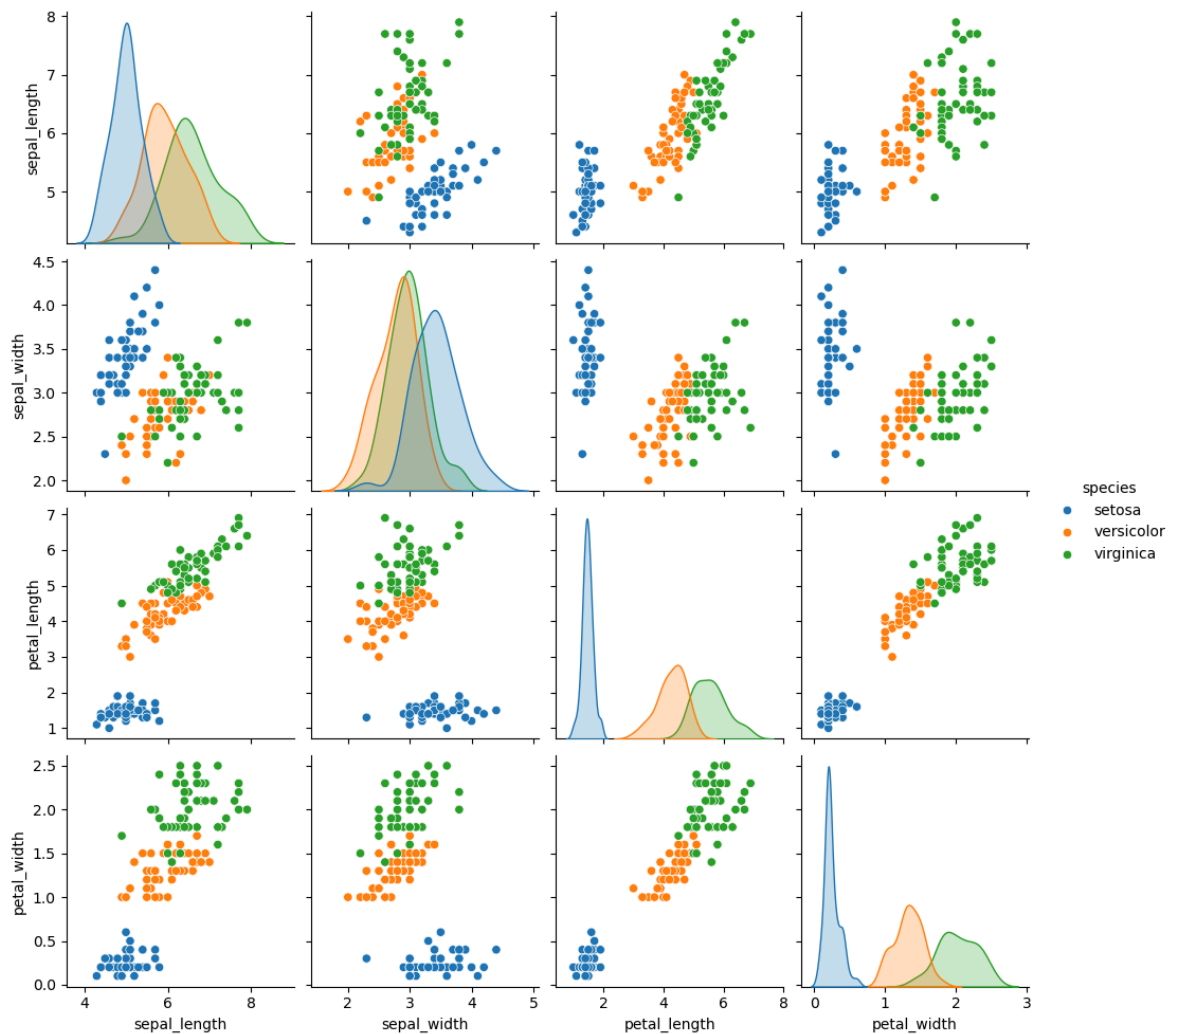 8
7
6
5
sepal_length
4.5
4.0
3.5
3.0
2.5
2.0
sepal_width
species
setosa
versicolor
virginica
7
6
5
4
3
2
1
petal_length
2.5
2.0
1.5
1.0
0.5
0.0
petal_width
4 6 8
2 3 4 5
2 4 6 8
0 1 2 3
sepal_length sepal_width petal_length petal_width